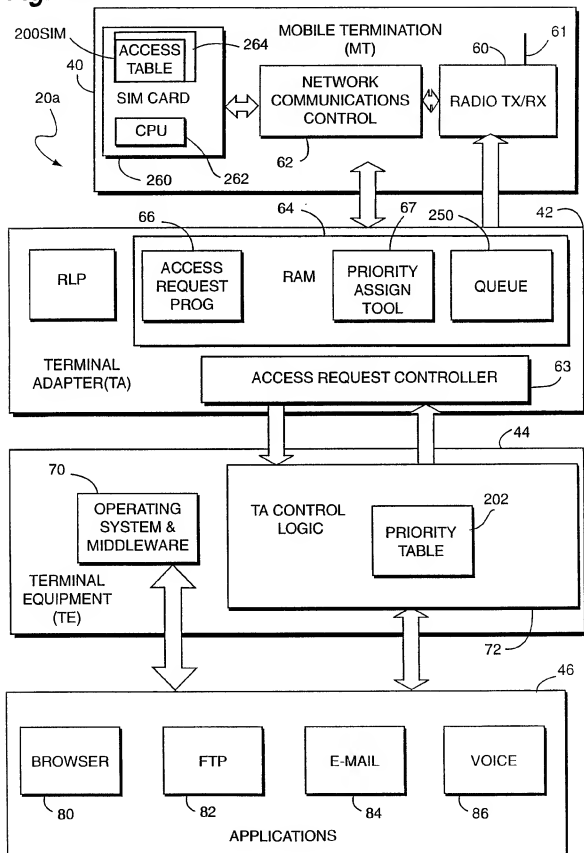 MOBILE TERMINATION
(MT)
200SIM
264
60
61
40
ACCESS
TABLE
SIM CARD
NETWORK
COMMUNICATIONS
CONTROL
RADIO TX/RX
20a
CPU
62
260
262
64
42
66
67
250
RLP
ACCESS
REQUEST
PROG
RAM
PRIORITY
ASSIGN
TOOL
QUEUE
TERMINAL
ADAPTER(TA)
ACCESS REQUEST CONTROLLER
63
44
70
OPERATING
SYSTEM &
MIDDLEWARE
TA CONTROL
LOGIC
202
PRIORITY
TABLE
TERMINAL
EQUIPMENT
(TE)
72
46
BROWSER
FTP
E-MAIL
VOICE
80
82
84
86
APPLICATIONS